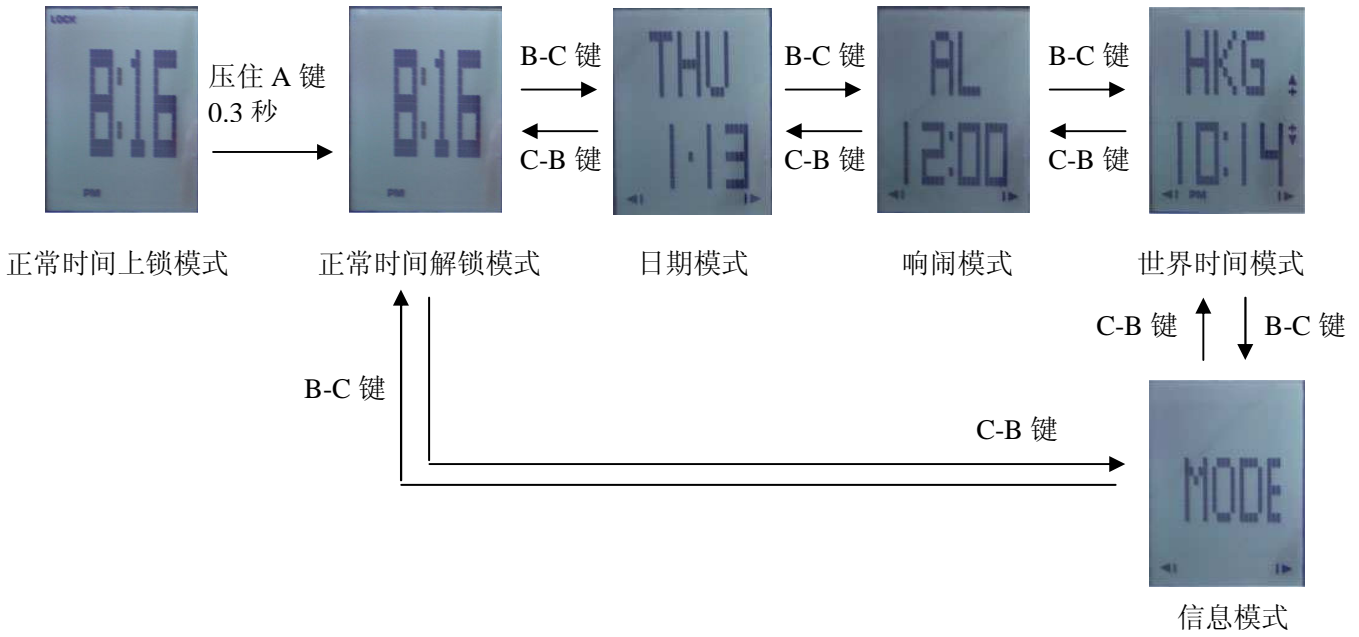 LOCK
8:16
PM
压住 A 键
0.3 秒
8:16
PM
B-C 键
C-B 键
THU
1·13
B-C 键
C-B 键
AL
12:00
B-C 键
C-B 键
HKG
10:14
PM
正常时间上锁模式
正常时间解锁模式
日期模式
响闹模式
世界时间模式
C-B 键
B-C 键
B-C 键
C-B 键
MODE
信息模式